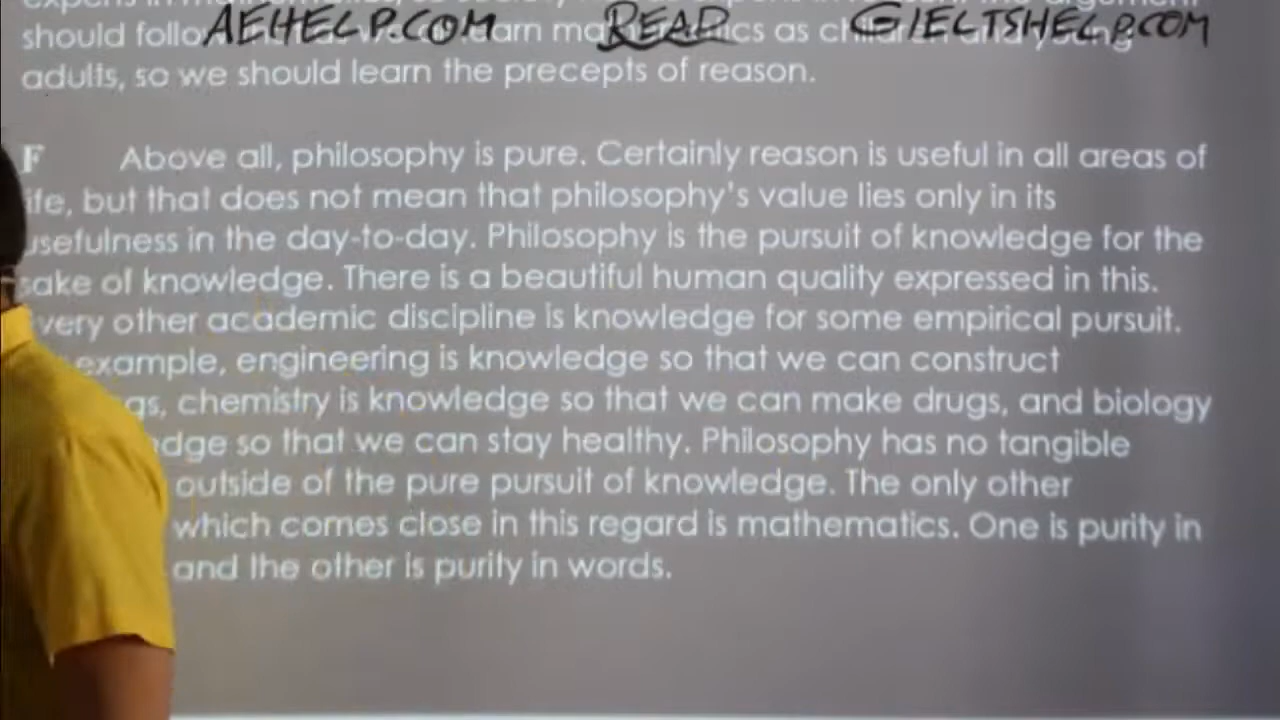 AEHELP.COM READ GIELTSHELP.COM
should follow learn as children and young
adults, so we should learn the precepts of reason.
F Above all, philosophy is pure. Certainly reason is useful in all areas of
ife, but that does not mean that philosophy's value lies only in its
usefulness in the day-to-day. Philosophy is the pursuit of knowledge for the
sake of knowledge. There is a beautiful human quality expressed in this.
very other academic discipline is knowledge for some empirical pursuit.
example, engineering is knowledge so that we can construct
gs, chemistry is knowledge so that we can make drugs, and biology
dge so that we can stay healthy. Philosophy has no tangible
outside of the pure pursuit of knowledge. The only other
which comes close in this regard is mathematics. One is purity in
and the other is purity in words.